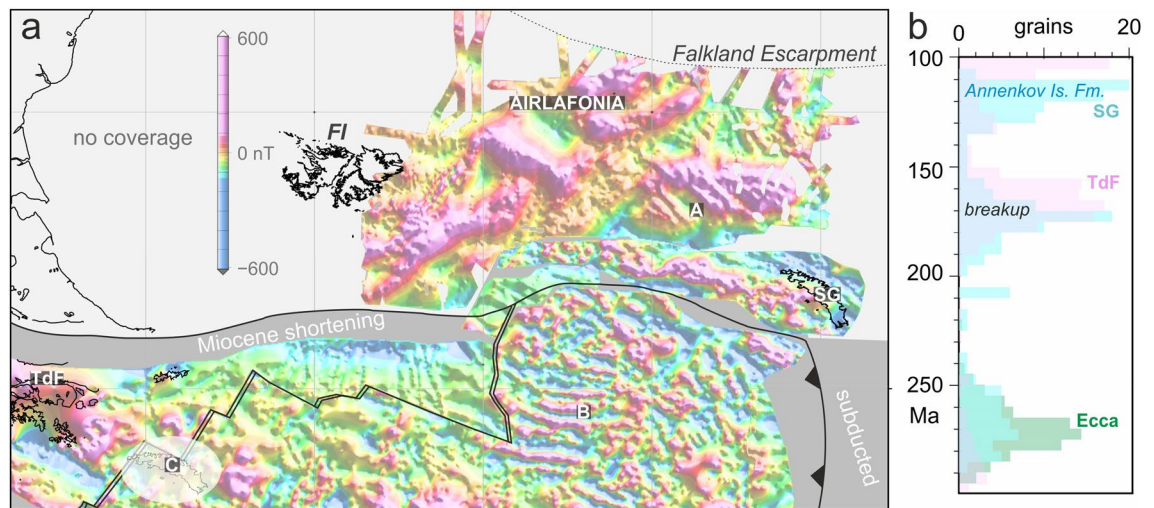 a
600
0 nT
−600
no coverage
Falkland Escarpment
AIRLAFONIA
FI
A
SG
Miocene shortening
TdF
B
C
subducted
b
grains
0
20
100
Annenkov Is. Fm.
SG
150
TdF
breakup
200
250
Ma
Ecca